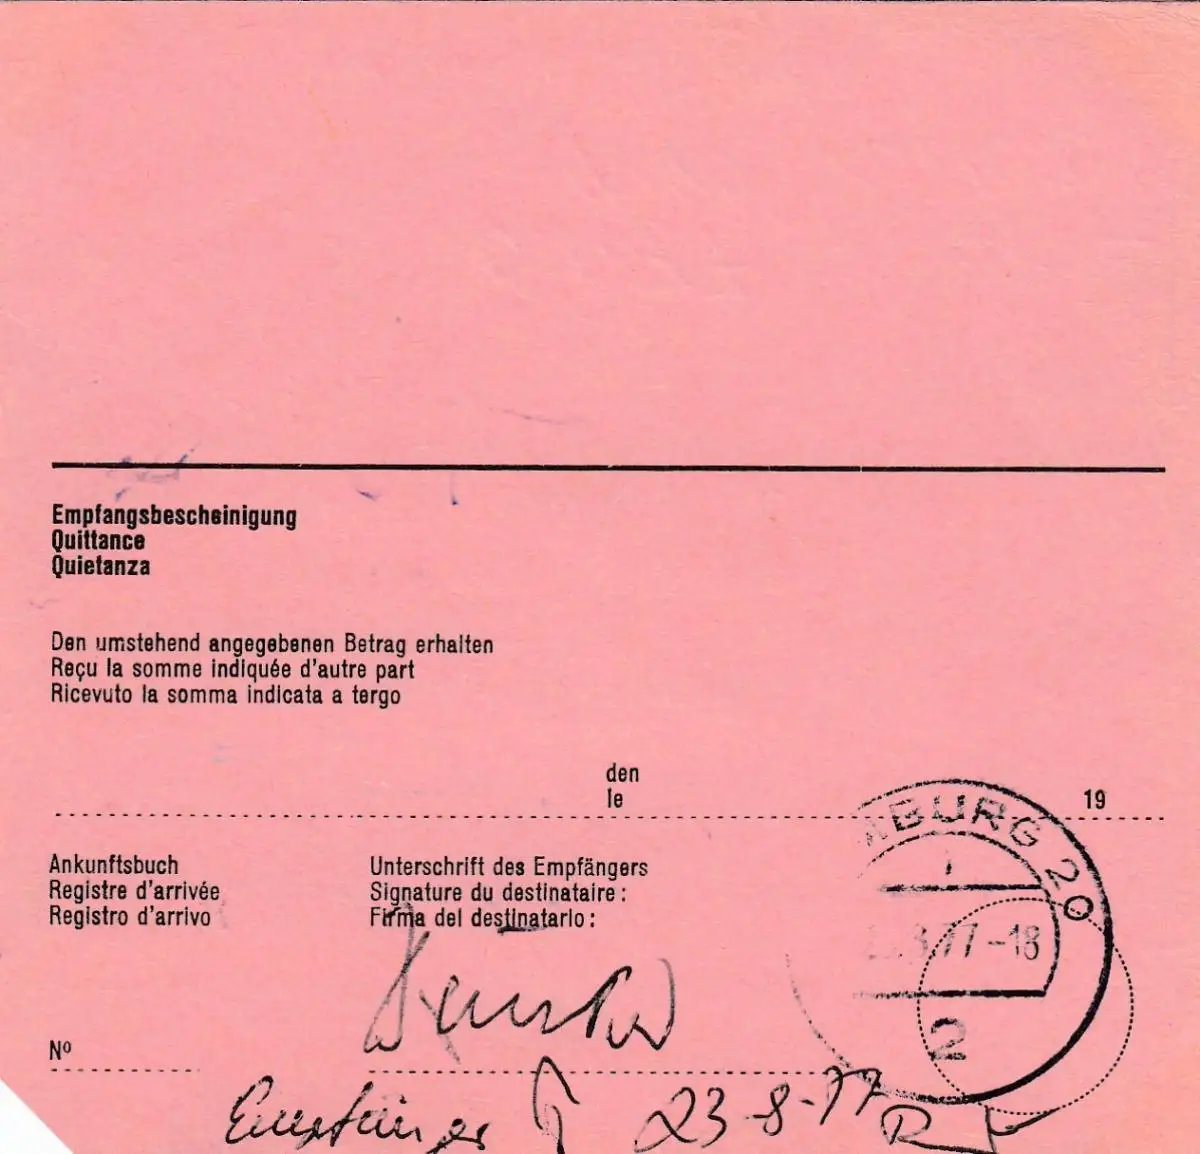 Empfangsbescheinigung
Quittance
Quietanza
Den umstehend angegebenen Betrag erhalten
Reçu la somme indiquée d'autre part
Ricevuto la somma indicata a tergo
den
le
19
BURG 20
77-18
2
Ankunftsbuch
Registre d'arrivée
Registro d'arrivo
Unterschrift des Empfängers
Signature du destinataire:
Firma del destinatario:
Nº
Empfänger 23-8-77